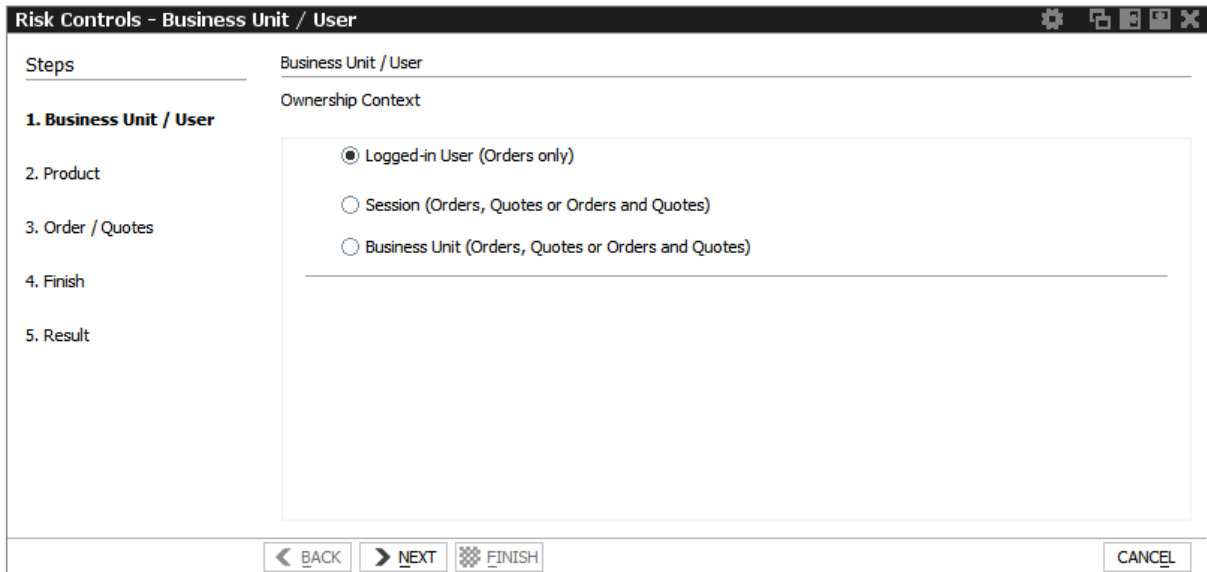 Risk Controls - Business Unit / User
Steps
1. Business Unit / User
2. Product
3. Order / Quotes
4. Finish
5. Result
Business Unit / User
Ownership Context
Logged-in User (Orders only)
Session (Orders, Quotes or Orders and Quotes)
Business Unit (Orders, Quotes or Orders and Quotes)
BACK NEXT FINISH CANCEL